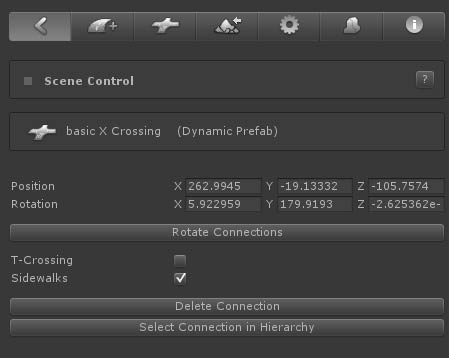 Scene Control ?
basic X Crossing (Dynamic Prefab)
Position X 262.9945 Y -19.13332 Z -105.7574
Rotation X 5.922959 Y 179.9193 Z -2.625362e-
Rotate Connections
T-Crossing
Sidewalks
Delete Connection
Select Connection in Hierarchy